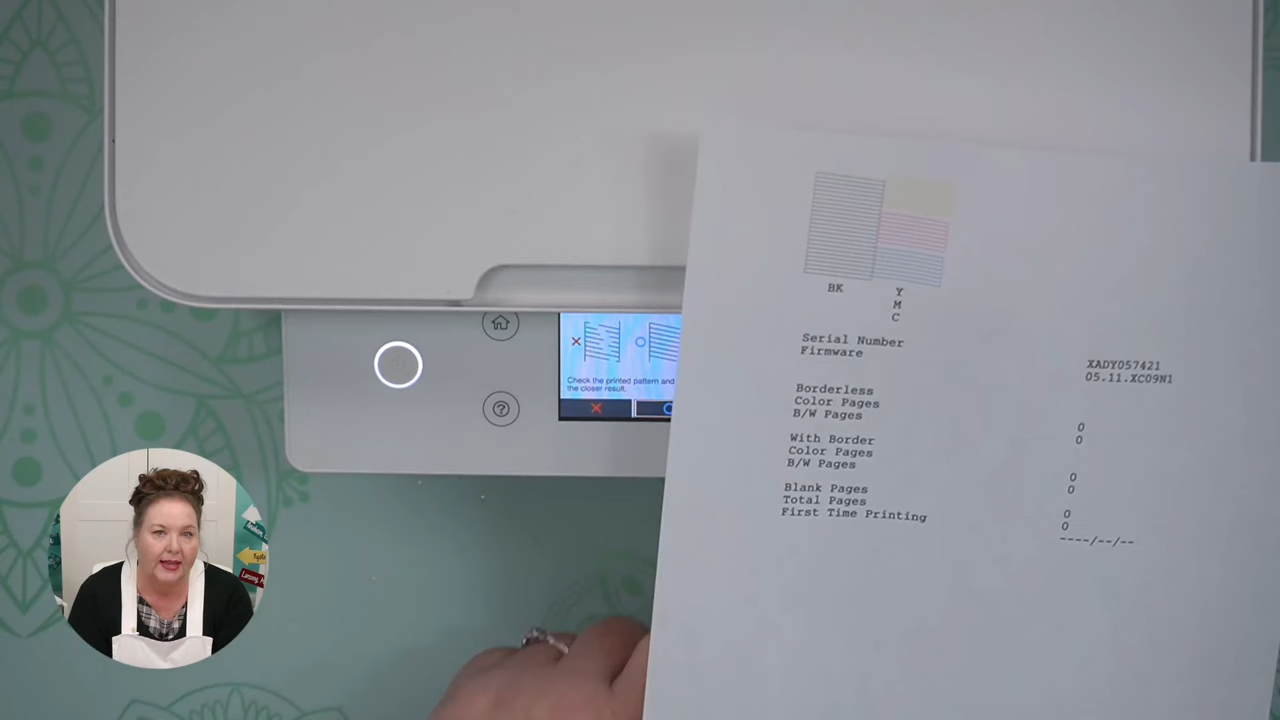 BK
Y
M
C
Serial Number XADY057421
Firmware 05.11.XC09N1
Borderless
Color Pages 0
B/W Pages 0
With Border
Color Pages 0
B/W Pages 0
Blank Pages 0
Total Pages 0
First Time Printing ----/--/--
Check the printed pattern and
the closer result.
?
Kyoto
Lansing,